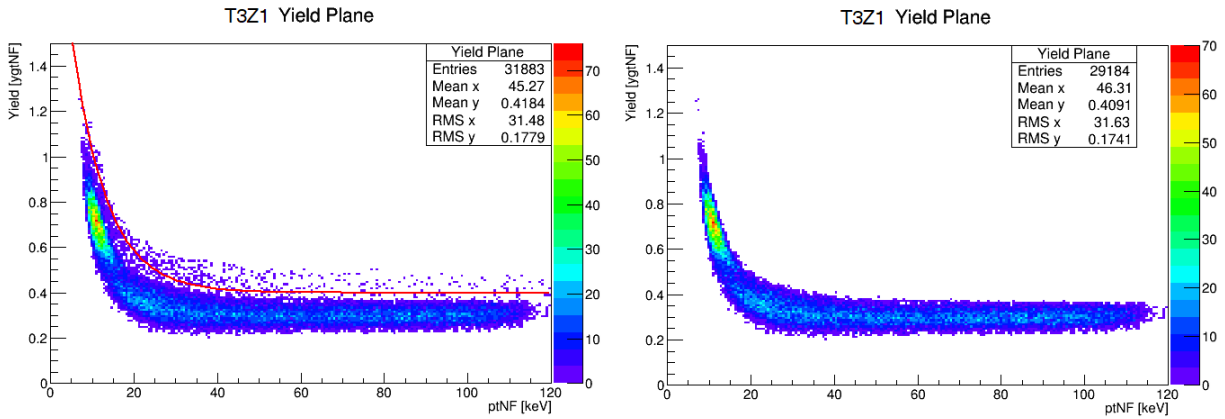 T3Z1 Yield Plane
Yield [ygtNF]
1.4
1.2
1
0.8
0.6
0.4
0.2
0
0 20 40 60 80 100 120
ptNF [keV]
Yield Plane
Entries 31883
Mean x 45.27
Mean y 0.4184
RMS x 31.48
RMS y 0.1779
70
60
50
40
30
20
10
0
T3Z1 Yield Plane
Yield [ygtNF]
1.4
1.2
1
0.8
0.6
0.4
0.2
0
0 20 40 60 80 100 120
ptNF [keV]
Yield Plane
Entries 29184
Mean x 46.31
Mean y 0.4091
RMS x 31.63
RMS y 0.1741
70
60
50
40
30
20
10
0